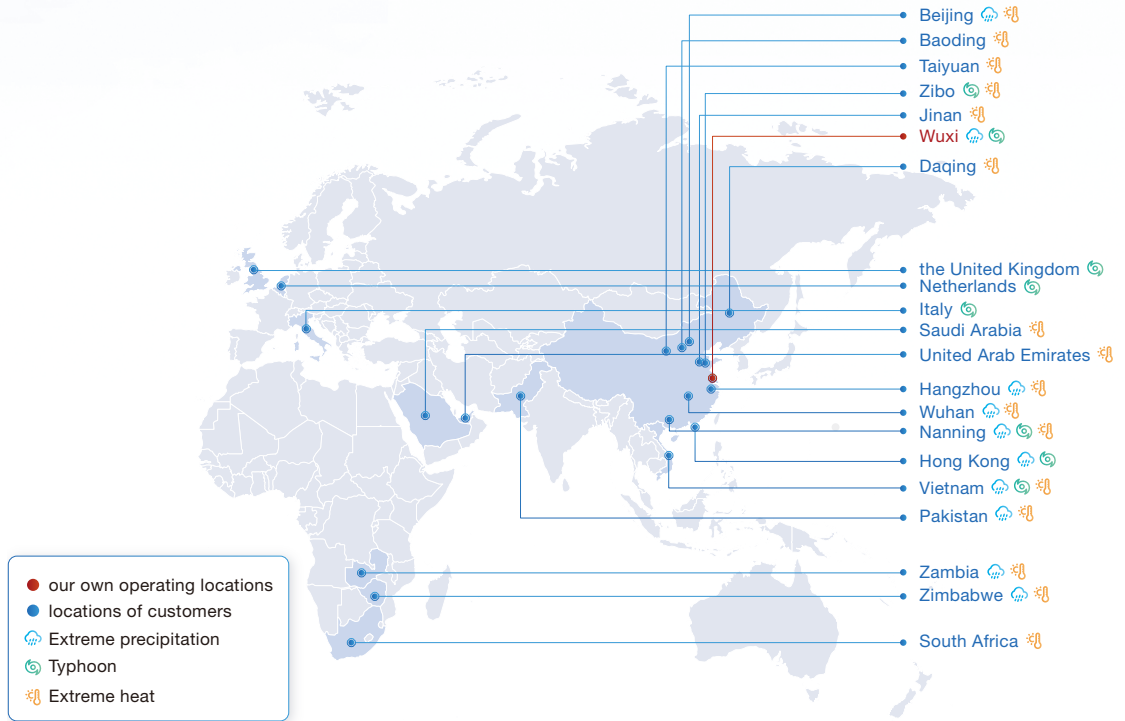 Beijing
Baoding
Taiyuan
Zibo
Jinan
Wuxi
Daqing
the United Kingdom
Netherlands
Italy
Saudi Arabia
United Arab Emirates
Hangzhou
Wuhan
Nanning
Hong Kong
Vietnam
Pakistan
Zambia
Zimbabwe
South Africa
our own operating locations
locations of customers
Extreme precipitation
Typhoon
Extreme heat